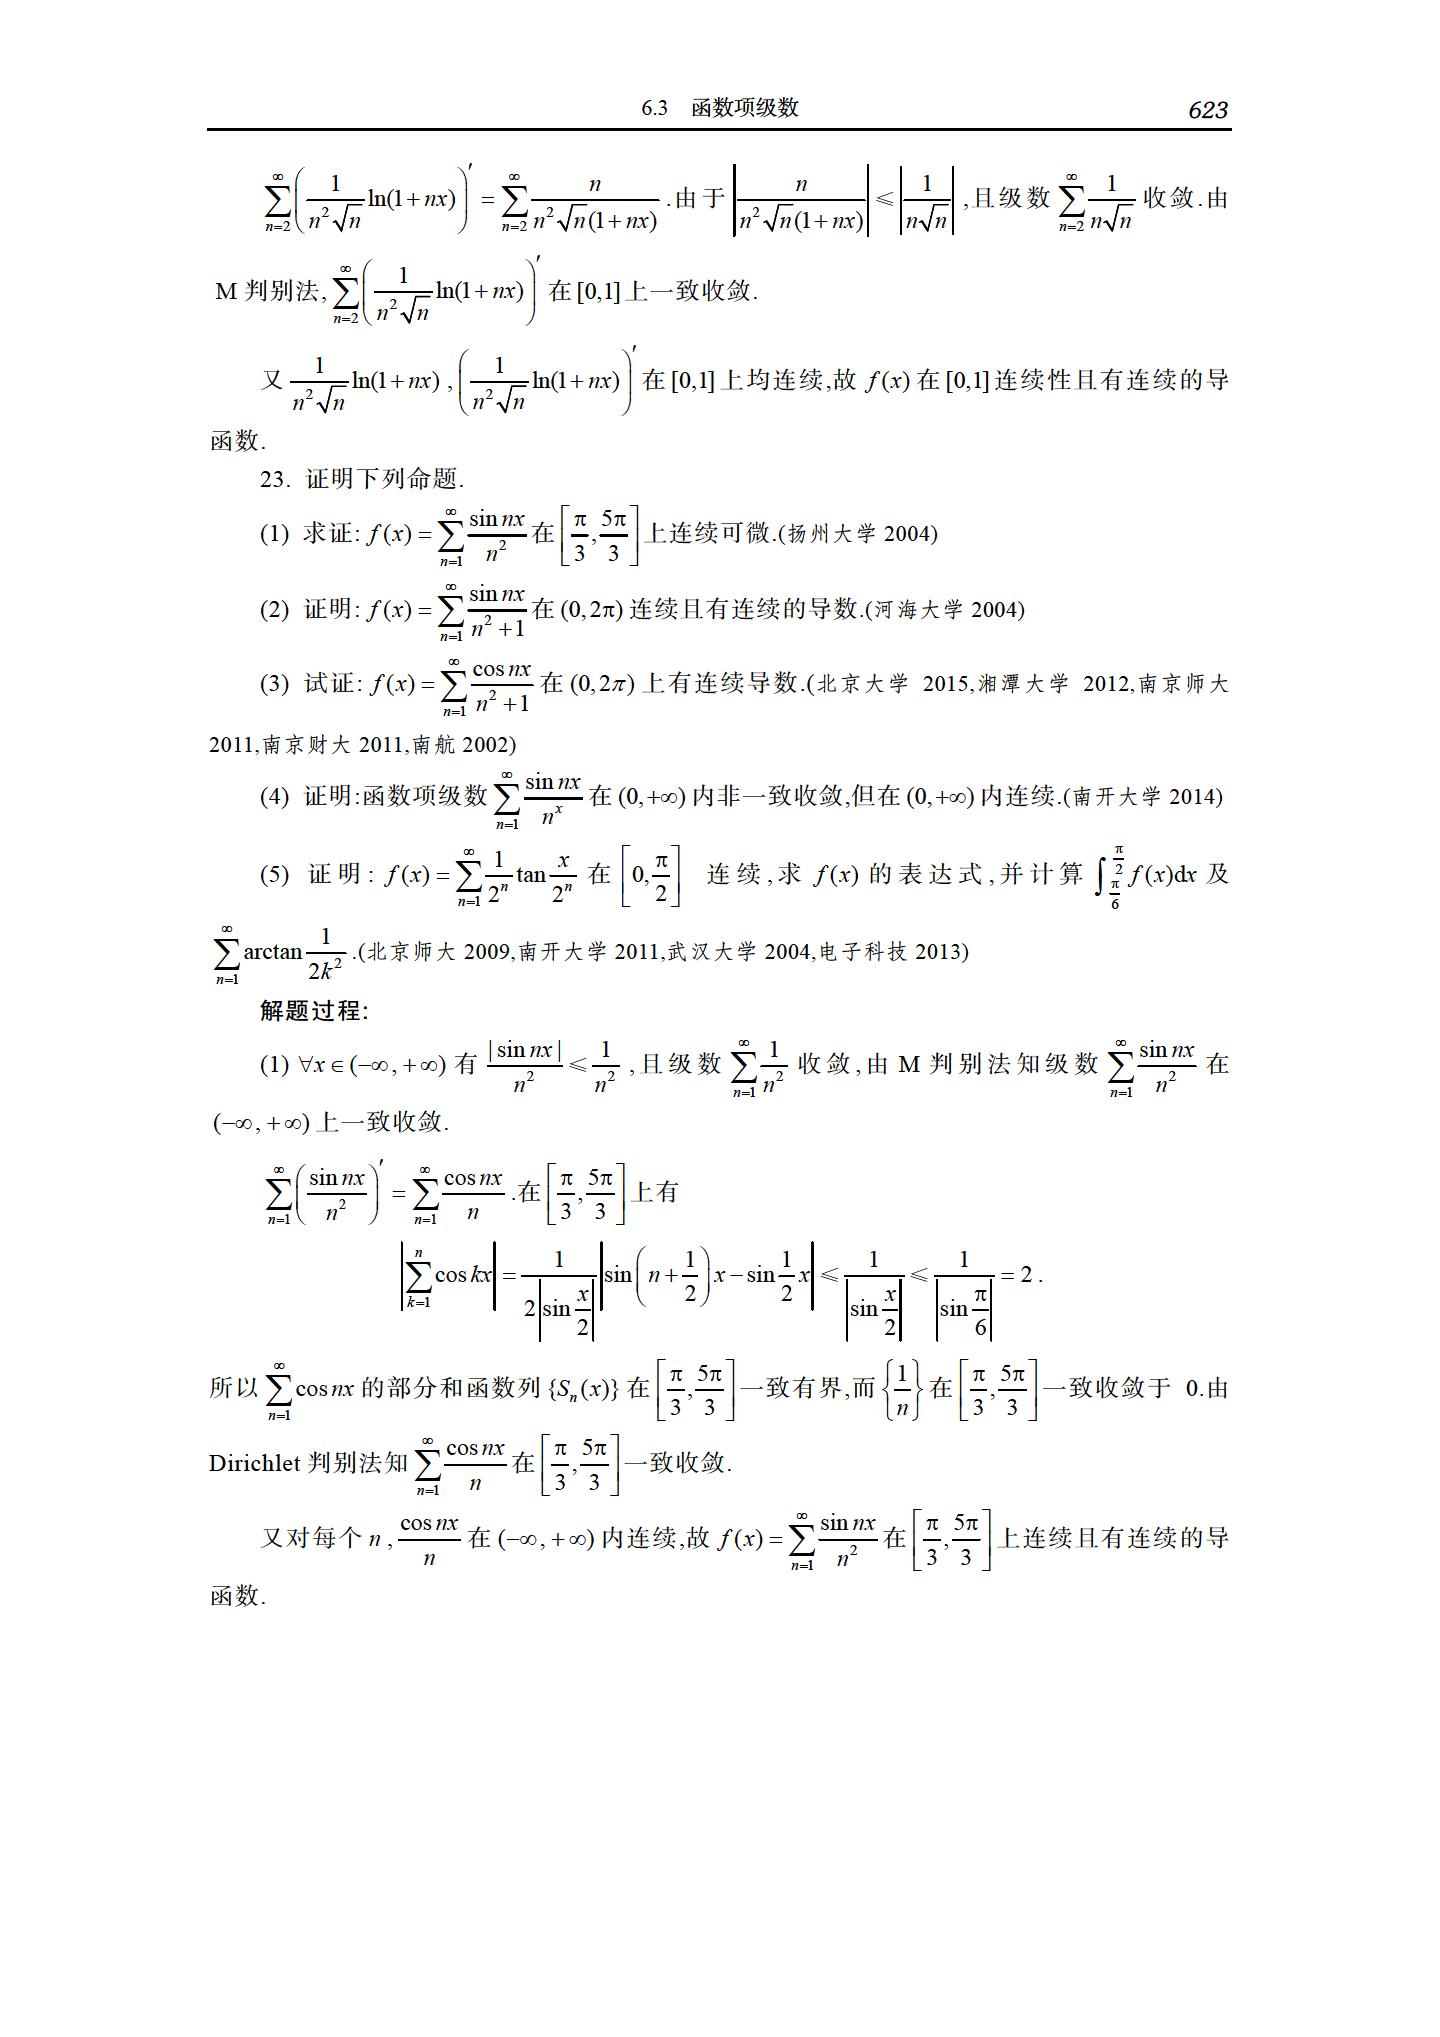 6.3 函数项级数 623
$\sum_{n=2}^{\infty}\left(\frac{1}{n^2\sqrt{n}}\ln(1+nx)\right)'=\sum_{n=2}^{\infty}\frac{n}{n^2\sqrt{n}(1+nx)}$.由于$\left|\frac{n}{n^2\sqrt{n}(1+nx)}\right|\leqslant\left|\frac{1}{n\sqrt{n}}\right|$,且级数$\sum_{n=2}^{\infty}\frac{1}{n\sqrt{n}}$收敛.由
M 判别法,$\sum_{n=2}^{\infty}\left(\frac{1}{n^2\sqrt{n}}\ln(1+nx)\right)'$在$[0,1]$上一致收敛.
又$\frac{1}{n^2\sqrt{n}}\ln(1+nx)$,$\left(\frac{1}{n^2\sqrt{n}}\ln(1+nx)\right)'$在$[0,1]$上均连续,故$f(x)$在$[0,1]$连续性且有连续的导
函数.
23. 证明下列命题.
(1) 求证:$f(x)=\sum_{n=1}^{\infty}\frac{\sin nx}{n^2}$在$\left[\frac{\pi}{3},\frac{5\pi}{3}\right]$上连续可微.(扬州大学 2004)
(2) 证明:$f(x)=\sum_{n=1}^{\infty}\frac{\sin nx}{n^2+1}$在$(0,2\pi)$连续且有连续的导数.(河海大学 2004)
(3) 试证:$f(x)=\sum_{n=1}^{\infty}\frac{\cos nx}{n^2+1}$在$(0,2\pi)$上有连续导数.(北京大学 2015,湘潭大学 2012,南京师大
2011,南京财大 2011,南航 2002)
(4) 证明:函数项级数$\sum_{n=1}^{\infty}\frac{\sin nx}{n^x}$在$(0,+\infty)$内非一致收敛,但在$(0,+\infty)$内连续.(南开大学 2014)
(5) 证明:$f(x)=\sum_{n=1}^{\infty}\frac{1}{2^n}\tan\frac{x}{2^n}$在$\left[0,\frac{\pi}{2}\right]$ 连续,求$f(x)$的表达式,并计算$\int_{\frac{\pi}{6}}^{\frac{\pi}{2}}f(x)\mathrm{d}x$及
$\sum_{n=1}^{\infty}\arctan\frac{1}{2k^2}$.(北京师大 2009,南开大学 2011,武汉大学 2004,电子科技 2013)
解题过程:
(1) $\forall x\in(-\infty,+\infty)$有$\frac{|\sin nx|}{n^2}\leqslant\frac{1}{n^2}$,且级数$\sum_{n=1}^{\infty}\frac{1}{n^2}$收敛,由 M 判别法知级数$\sum_{n=1}^{\infty}\frac{\sin nx}{n^2}$在
$(-\infty,+\infty)$上一致收敛.
$\sum_{n=1}^{\infty}\left(\frac{\sin nx}{n^2}\right)'=\sum_{n=1}^{\infty}\frac{\cos nx}{n}$.在$\left[\frac{\pi}{3},\frac{5\pi}{3}\right]$上有
$\left|\sum_{k=1}^{n}\cos kx\right|=\frac{1}{2\left|\sin\frac{x}{2}\right|}\left|\sin\left(n+\frac{1}{2}\right)x-\sin\frac{1}{2}x\right|\leqslant\frac{1}{\left|\sin\frac{x}{2}\right|}\leqslant\frac{1}{\left|\sin\frac{\pi}{6}\right|}=2$.
所以$\sum_{n=1}^{\infty}\cos nx$的部分和函数列$\{S_n(x)\}$在$\left[\frac{\pi}{3},\frac{5\pi}{3}\right]$一致有界,而$\left\{\frac{1}{n}\right\}$在$\left[\frac{\pi}{3},\frac{5\pi}{3}\right]$一致收敛于 0.由
Dirichlet 判别法知$\sum_{n=1}^{\infty}\frac{\cos nx}{n}$在$\left[\frac{\pi}{3},\frac{5\pi}{3}\right]$一致收敛.
又对每个$n$,$\frac{\cos nx}{n}$在$(-\infty,+\infty)$内连续,故$f(x)=\sum_{n=1}^{\infty}\frac{\sin nx}{n^2}$在$\left[\frac{\pi}{3},\frac{5\pi}{3}\right]$上连续且有连续的导
函数.